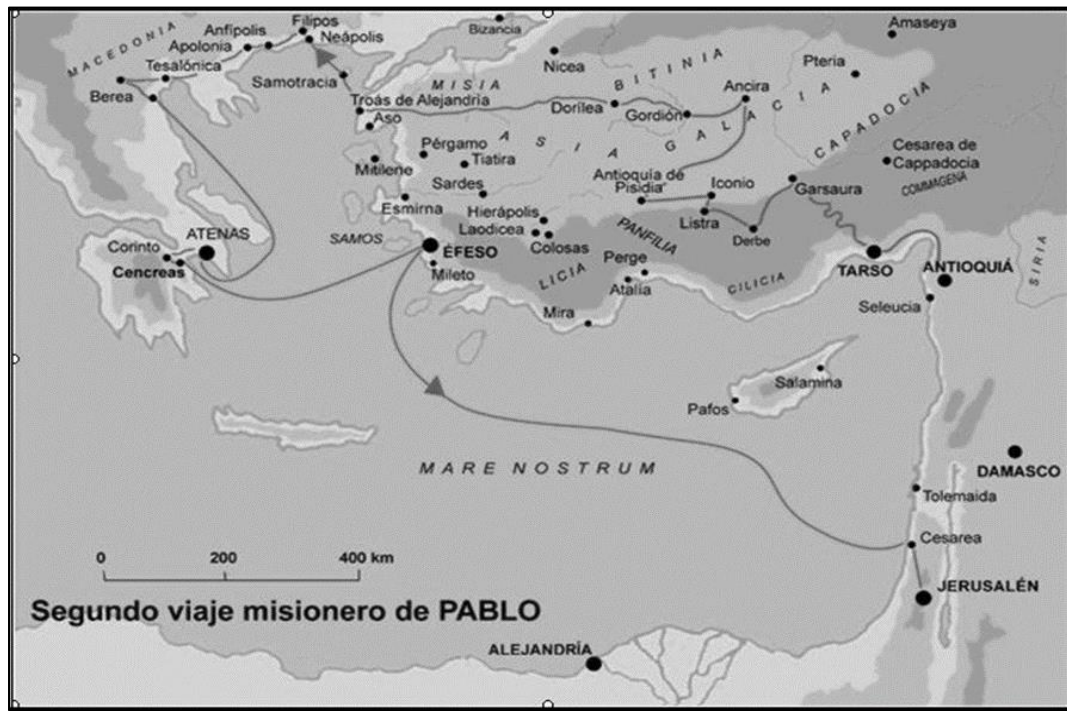 Filipos
Anfípolis
Neápolis
Apolonia
MACEDONIA
Tesalónica
Berea
Samotracia
Bizancia
Nicea
BITINIA
Amaseya
Pteria
MISIA
Troás de Alejandría
Aso
Dorílea
Gordión
Ancira
GALACIA
CAPADOCIA
ASIA
Pérgamo
Tiatira
Mitilene
Sardes
Esmirna
Antioquía de
Pisidia
Iconio
Garsaura
Cesarea de
Cappadocia
COMMAGENA
Hierápolis
Laodicea
Colosas
Listra
Derbe
PANFILIA
Corinto
ATENAS
Cencreas
SAMOS
ÉFESO
Mileto
LICIA
Perge
Atalia
CILICIA
TARSO
ANTIOQUIÁ
SIRIA
Seleucia
Mira
Salamina
Pafos
MARE NOSTRUM
DAMASCO
Tolemaida
Cesarea
JERUSALÉN
0 200 400 km
Segundo viaje misionero de PABLO
ALEJANDRÍA